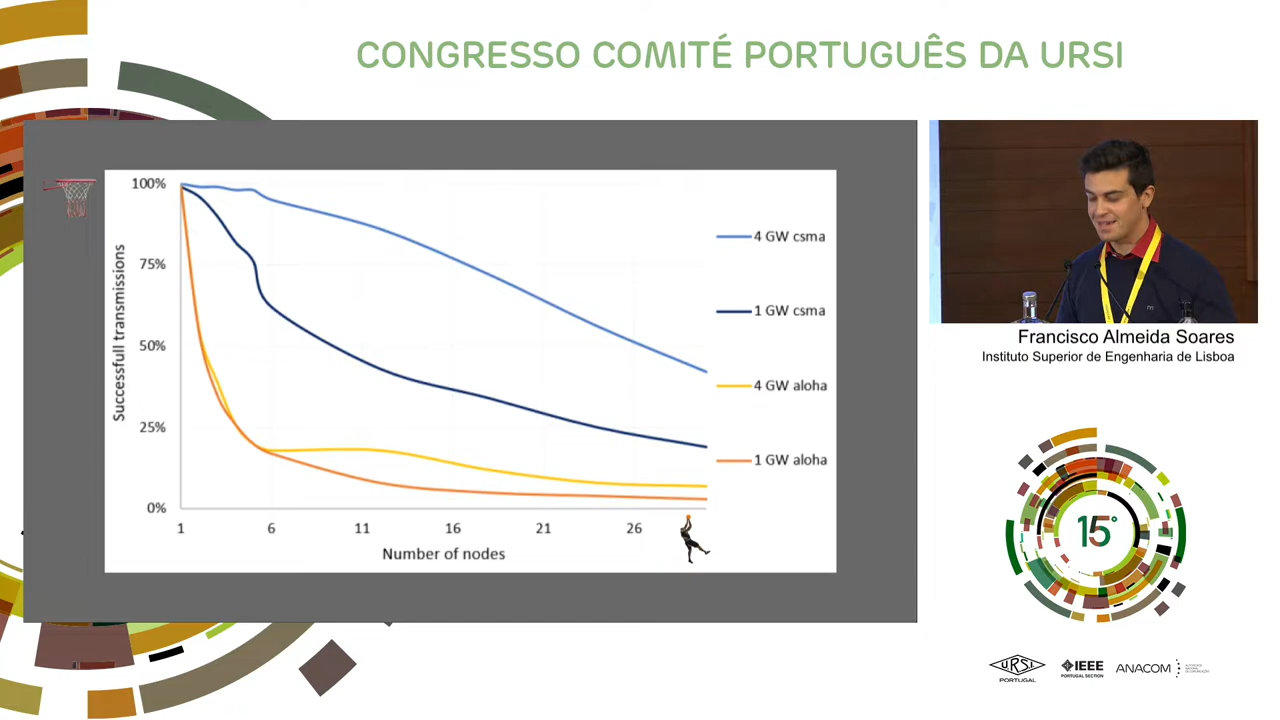 CONGRESSO COMITÉ PORTUGUÊS DA URSI
100%
75%
50%
25%
0%
Successfull transmissions
1 6 11 16 21 26
Number of nodes
4 GW csma
1 GW csma
4 GW aloha
1 GW aloha
Francisco Almeida Soares
Instituto Superior de Engenharia de Lisboa
15°
URSI
PORTUGAL
IEEE
PORTUGAL SECTION
ANACOM